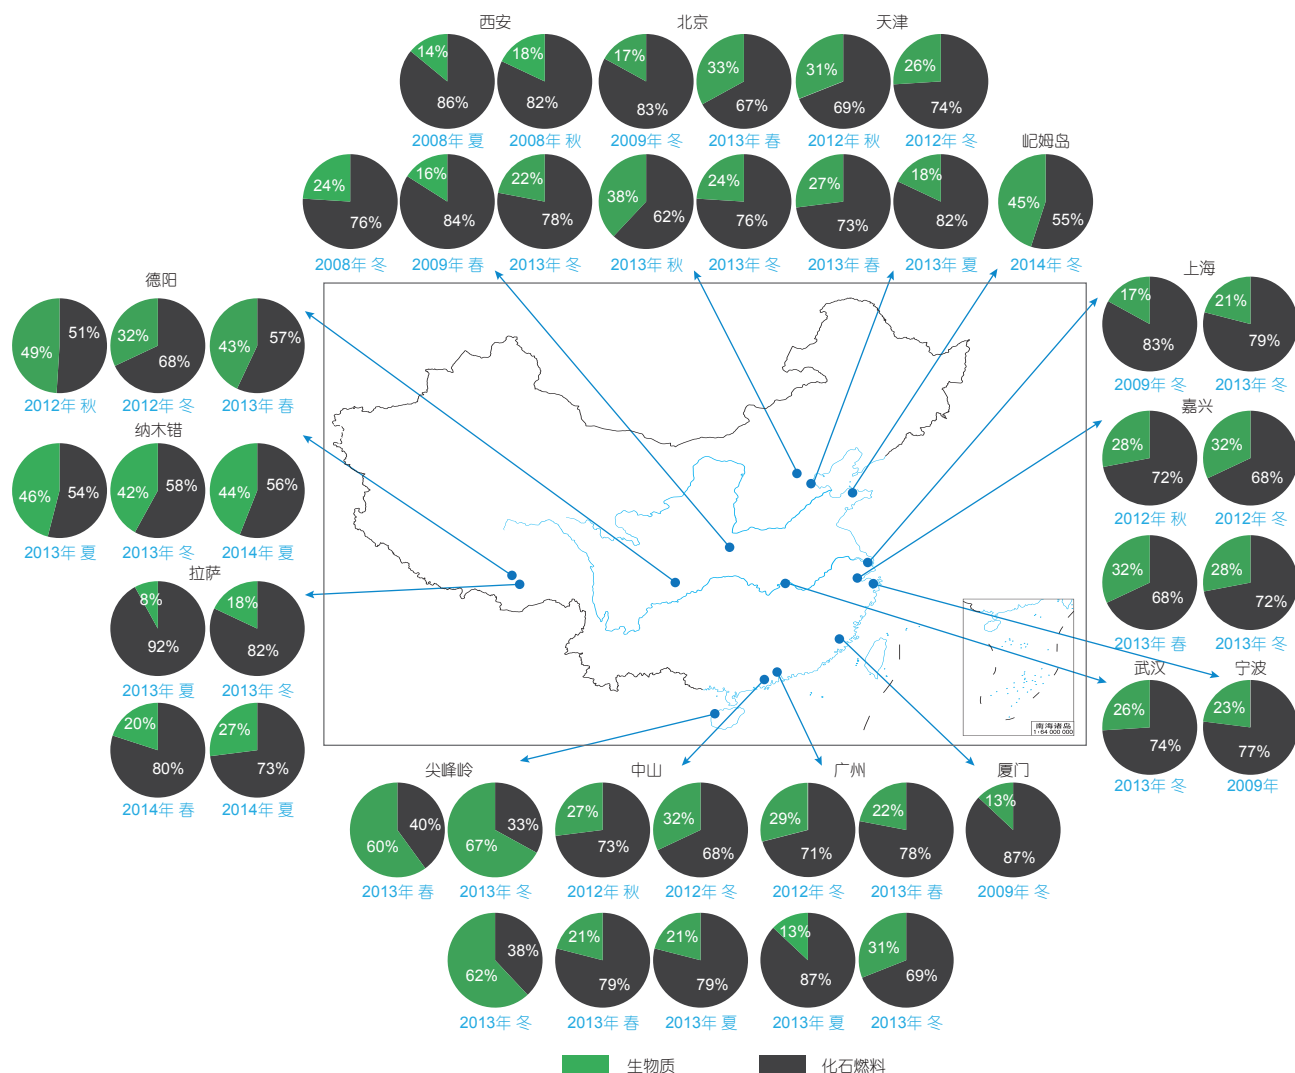 西安 北京 天津
14% 18% 17% 33% 31% 26%
86% 82% 83% 67% 69% 74%
2008年 夏 2008年 秋 2009年 冬 2013年 春 2012年 秋 2012年 冬
屺姆岛
24% 16% 22% 38% 24% 27% 18% 45%
76% 84% 78% 62% 76% 73% 82% 55%
2008年 冬 2009年 春 2013年 冬 2013年 秋 2013年 冬 2013年 春 2013年 夏 2014年 冬
德阳
49% 51% 32% 68% 43% 57%
2012年 秋 2012年 冬 2013年 春
纳木错
46% 54% 42% 58% 44% 56%
2013年 夏 2013年 冬 2014年 夏
拉萨
8% 18%
92% 82%
2013年 夏 2013年 冬
20% 27%
80% 73%
2014年 春 2014年 夏
上海
17% 21%
83% 79%
2009年 冬 2013年 冬
嘉兴
28% 32%
72% 68%
2012年 秋 2012年 冬
32% 28%
68% 72%
2013年 春 2013年 冬
武汉 宁波
26% 23%
74% 77%
2013年 冬 2009年
南海诸岛
1:64 000 000
尖峰岭 中山 广州 厦门
60% 40% 67% 33% 27% 73% 32% 68% 29% 71% 22% 78% 13% 87%
2013年 春 2013年 冬 2012年 秋 2012年 冬 2012年 冬 2013年 春 2009年 冬
62% 38% 21% 79% 21% 79% 13% 87% 31% 69%
2013年 冬 2013年 春 2013年 夏 2013年 夏 2013年 冬
生物质 化石燃料